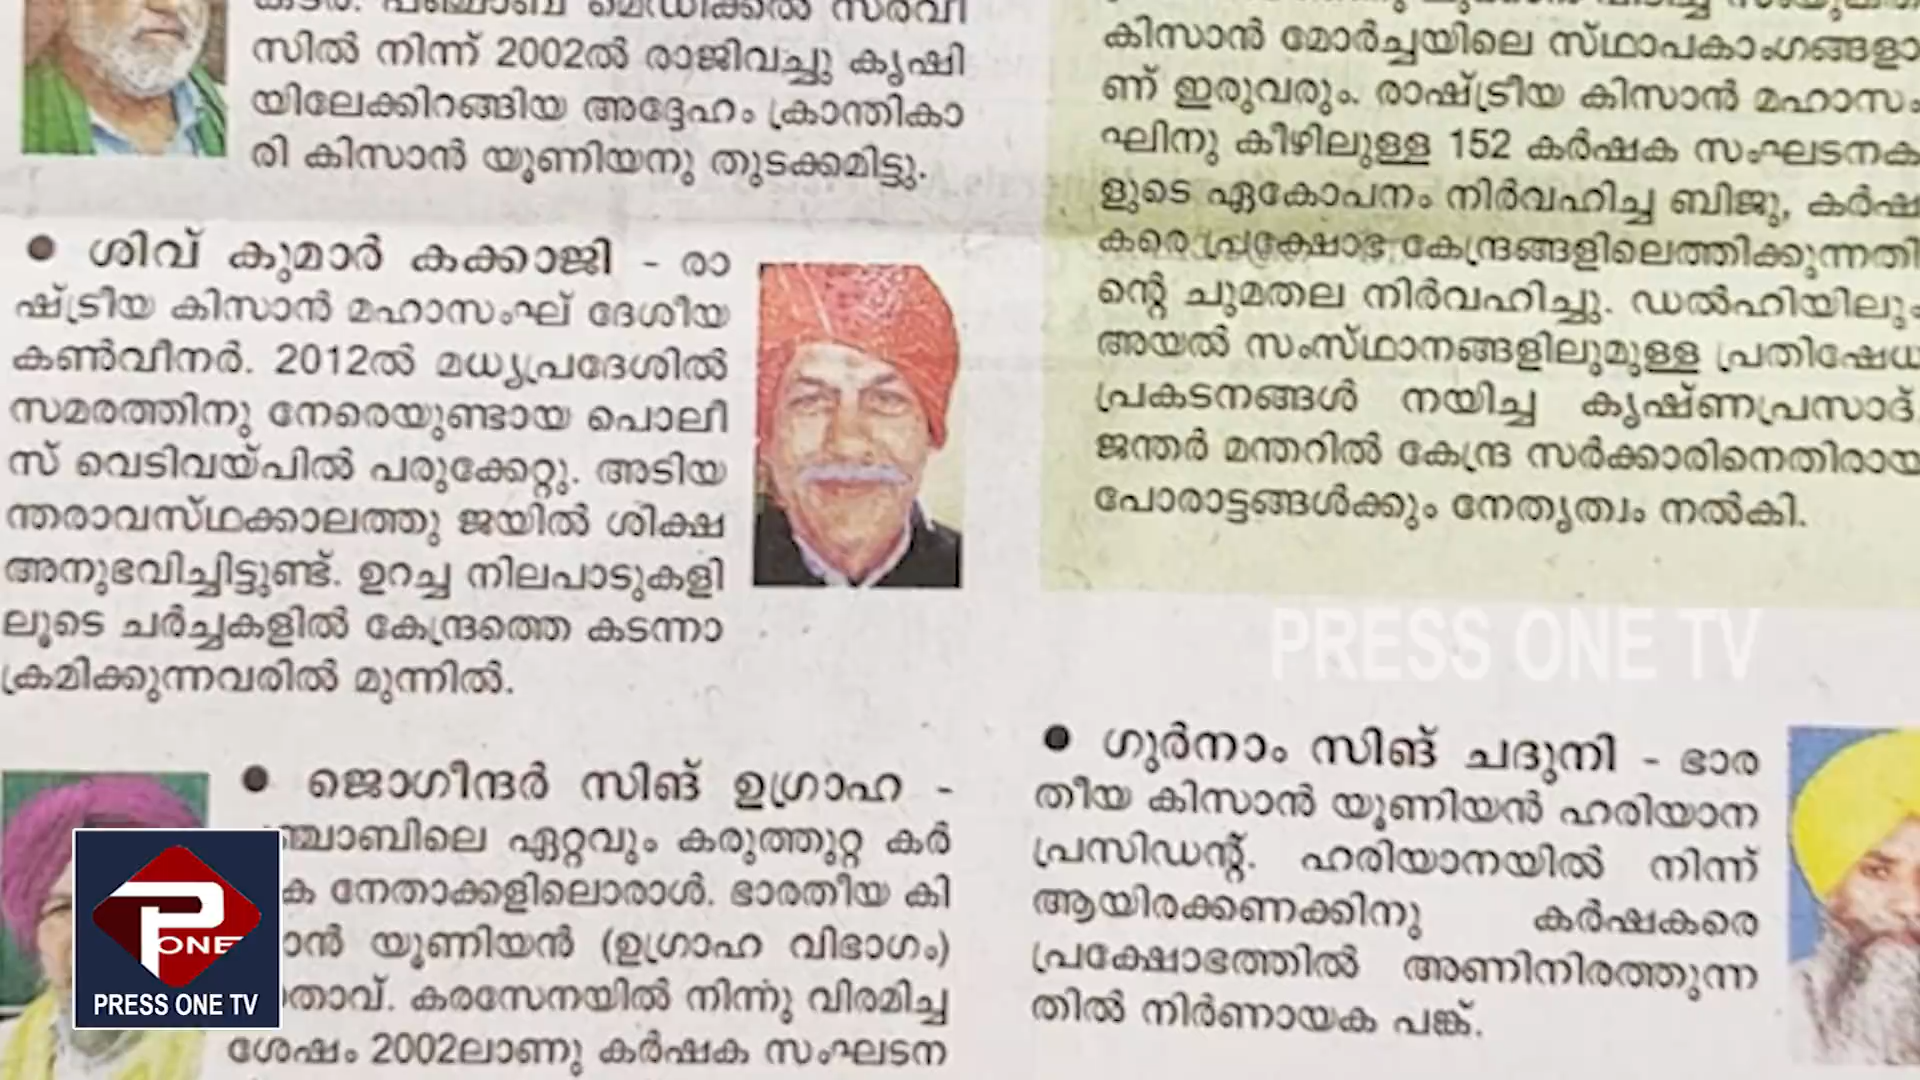 സിൽ നിന്ന് 2002ൽ രാജിവച്ചു കൃഷി
യിലേക്കിറങ്ങിയ അദ്ദേഹം ക്രാന്തികാ
രി കിസാൻ യൂണിയനു തുടക്കമിട്ടു.
● ശിവ് കുമാർ കക്കാജി - രാ
ഷ്ട്രീയ കിസാൻ മഹാസംഘ് ദേശീയ
കൺവീനർ. 2012ൽ മധ്യപ്രദേശിൽ
സമരത്തിനു നേരെയുണ്ടായ പൊലീ
സ് വെടിവയ്പിൽ പരുക്കേറ്റു. അടിയ
ന്തരാവസ്ഥക്കാലത്തു ജയിൽ ശിക്ഷ
അനുഭവിച്ചിട്ടുണ്ട്. ഉറച്ച നിലപാടുകളി
ലൂടെ ചർച്ചകളിൽ കേന്ദ്രത്തെ കടന്നാ
ക്രമിക്കുന്നവരിൽ മുന്നിൽ.
● ജൊഗീന്ദർ സിങ് ഉഗ്രാഹ -
ഞ്ചാബിലെ ഏറ്റവും കരുത്തുറ്റ കർ
ക നേതാക്കളിലൊരാൾ. ഭാരതീയ കി
ാൻ യൂണിയൻ (ഉഗ്രാഹ വിഭാഗം)
താവ്. കരസേനയിൽ നിന്നു വിരമിച്ച
ശേഷം 2002ലാണു കർഷക സംഘടന
കിസാൻ മോർച്ചയിലെ സ്ഥാപകാംഗങ്ങളാ
ണ് ഇരുവരും. രാഷ്ട്രീയ കിസാൻ മഹാസം
ഘിനു കീഴിലുള്ള 152 കർഷക സംഘടനക
ളുടെ ഏകോപനം നിർവഹിച്ച ബിജു, കർഷ
കരെ പ്രക്ഷോഭ കേന്ദ്രങ്ങളിലെത്തിക്കുന്നതി
ന്റെ ചുമതല നിർവഹിച്ചു. ഡൽഹിയിലും
അയൽ സംസ്ഥാനങ്ങളിലുമുള്ള പ്രതിഷേധ
പ്രകടനങ്ങൾ നയിച്ച കൃഷ്ണപ്രസാദ്
ജന്തർ മന്തറിൽ കേന്ദ്ര സർക്കാരിനെതിരായ
പോരാട്ടങ്ങൾക്കും നേതൃത്വം നൽകി.
PRESS ONE TV
● ഗുർനാം സിങ് ചദുനി - ഭാര
തീയ കിസാൻ യൂണിയൻ ഹരിയാന
പ്രസിഡന്റ്. ഹരിയാനയിൽ നിന്ന്
ആയിരക്കണക്കിനു കർഷകരെ
പ്രക്ഷോഭത്തിൽ അണിനിരത്തുന്ന
തിൽ നിർണായക പങ്ക്.
P ONE
PRESS ONE TV